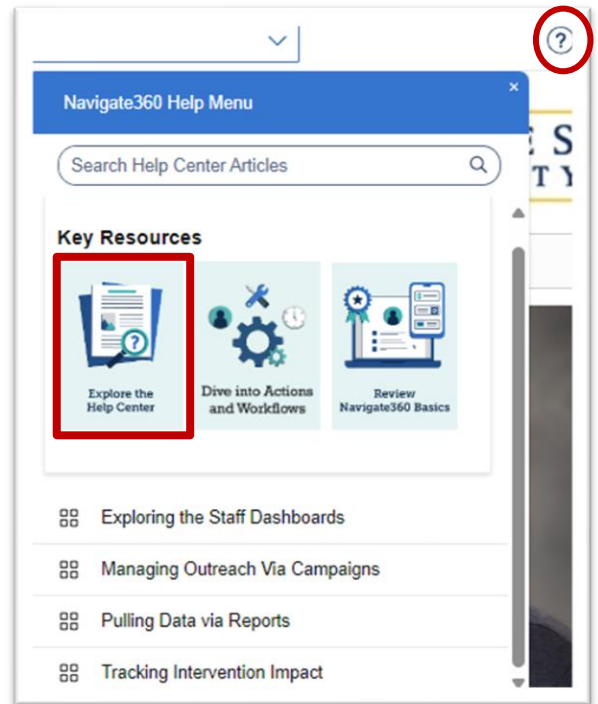 ?
Navigate360 Help Menu
×
Search Help Center Articles
E S
T Y
Key Resources
?
Explore the
Help Center
Dive into Actions
and Workflows
Review
Navigate360 Basics
Exploring the Staff Dashboards
Managing Outreach Via Campaigns
Pulling Data via Reports
Tracking Intervention Impact